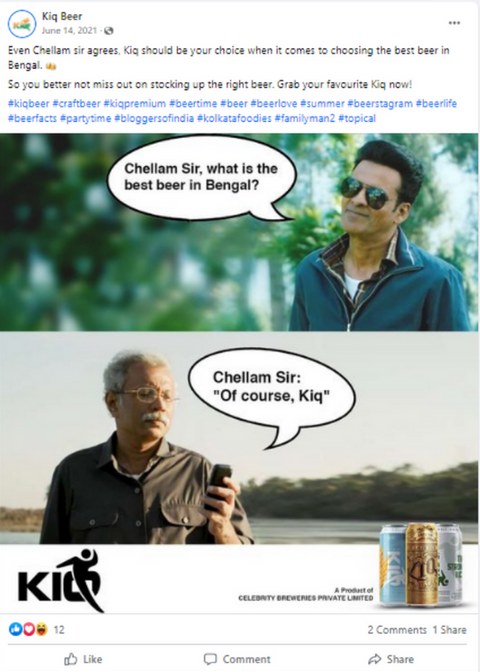 Kiq Beer
June 14, 2021 ·
Even Chellam sir agrees, Kiq should be your choice when it comes to choosing the best beer in
Bengal. 🍻
So you better not miss out on stocking up the right beer. Grab your favourite Kiq now!
#kiqbeer #craftbeer #kiqpremium #beertime #beer #beerlove #summer #beerstagram #beerlife
#beerfacts #partytime #bloggersofindia #kolkatafoodies #familyman2 #topical
Chellam Sir, what is the
best beer in Bengal?
Chellam Sir:
"Of course, Kiq"
KIQ
A Product of
CELEBRITY BREWERIES PRIVATE LIMITED
12
2 Comments 1 Share
Like
Comment
Share